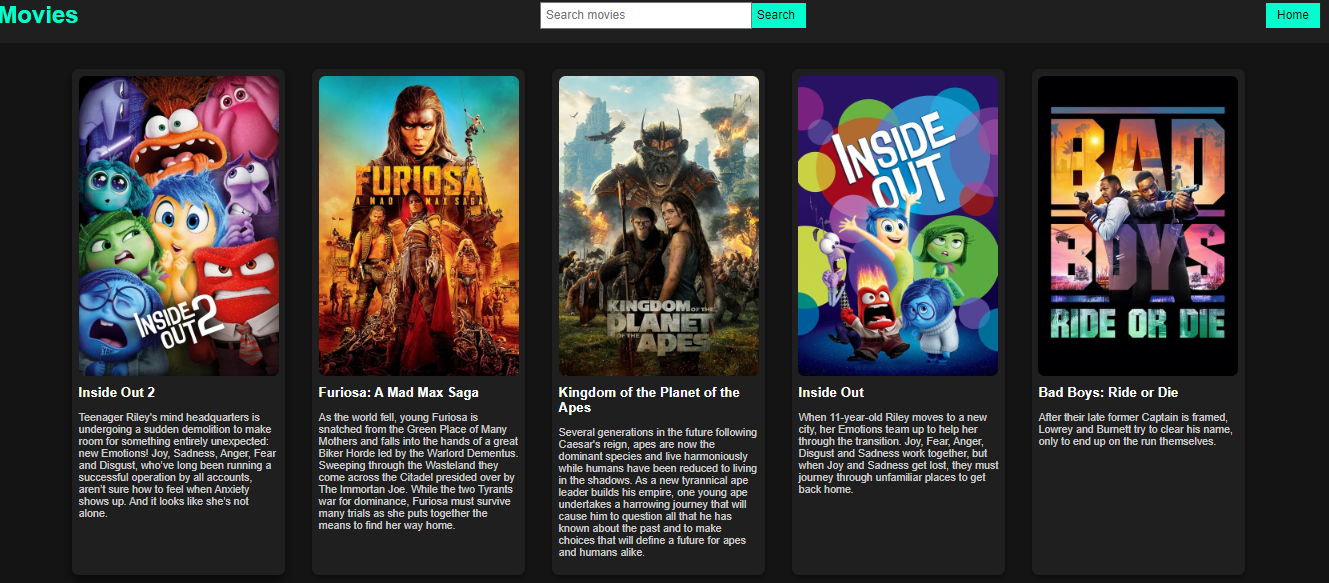 Movies
Search movies
Search
Home
INSIDE
OUT 2
FURIOSA
A MAD MAX SAGA
KINGDOM OF THE
PLANET
OF THE APES
INSIDE
OUT
BAD
BOYS
RIDE OR DIE
Inside Out 2
Teenager Riley's mind headquarters is
undergoing a sudden demolition to make
room for something entirely unexpected:
new Emotions! Joy, Sadness, Anger, Fear
and Disgust, who've long been running a
successful operation by all accounts,
aren't sure how to feel when Anxiety
shows up. And it looks like she's not
alone.
Furiosa: A Mad Max Saga
As the world fell, young Furiosa is
snatched from the Green Place of Many
Mothers and falls into the hands of a great
Biker Horde led by the Warlord Dementus.
Sweeping through the Wasteland they
come across the Citadel presided over by
The Immortan Joe. While the two Tyrants
war for dominance, Furiosa must survive
many trials as she puts together the
means to find her way home.
Kingdom of the Planet of the
Apes
Several generations in the future following
Caesar's reign, apes are now the
dominant species and live harmoniously
while humans have been reduced to living
in the shadows. As a new tyrannical ape
leader builds his empire, one young ape
undertakes a harrowing journey that will
cause him to question all that he has
known about the past and to make
choices that will define a future for apes
and humans alike.
Inside Out
When 11-year-old Riley moves to a new
city, her Emotions team up to help her
through the transition. Joy, Fear, Anger,
Disgust and Sadness work together, but
when Joy and Sadness get lost, they must
journey through unfamiliar places to get
back home.
Bad Boys: Ride or Die
After their late former Captain is framed,
Lowrey and Burnett try to clear his name,
only to end up on the run themselves.